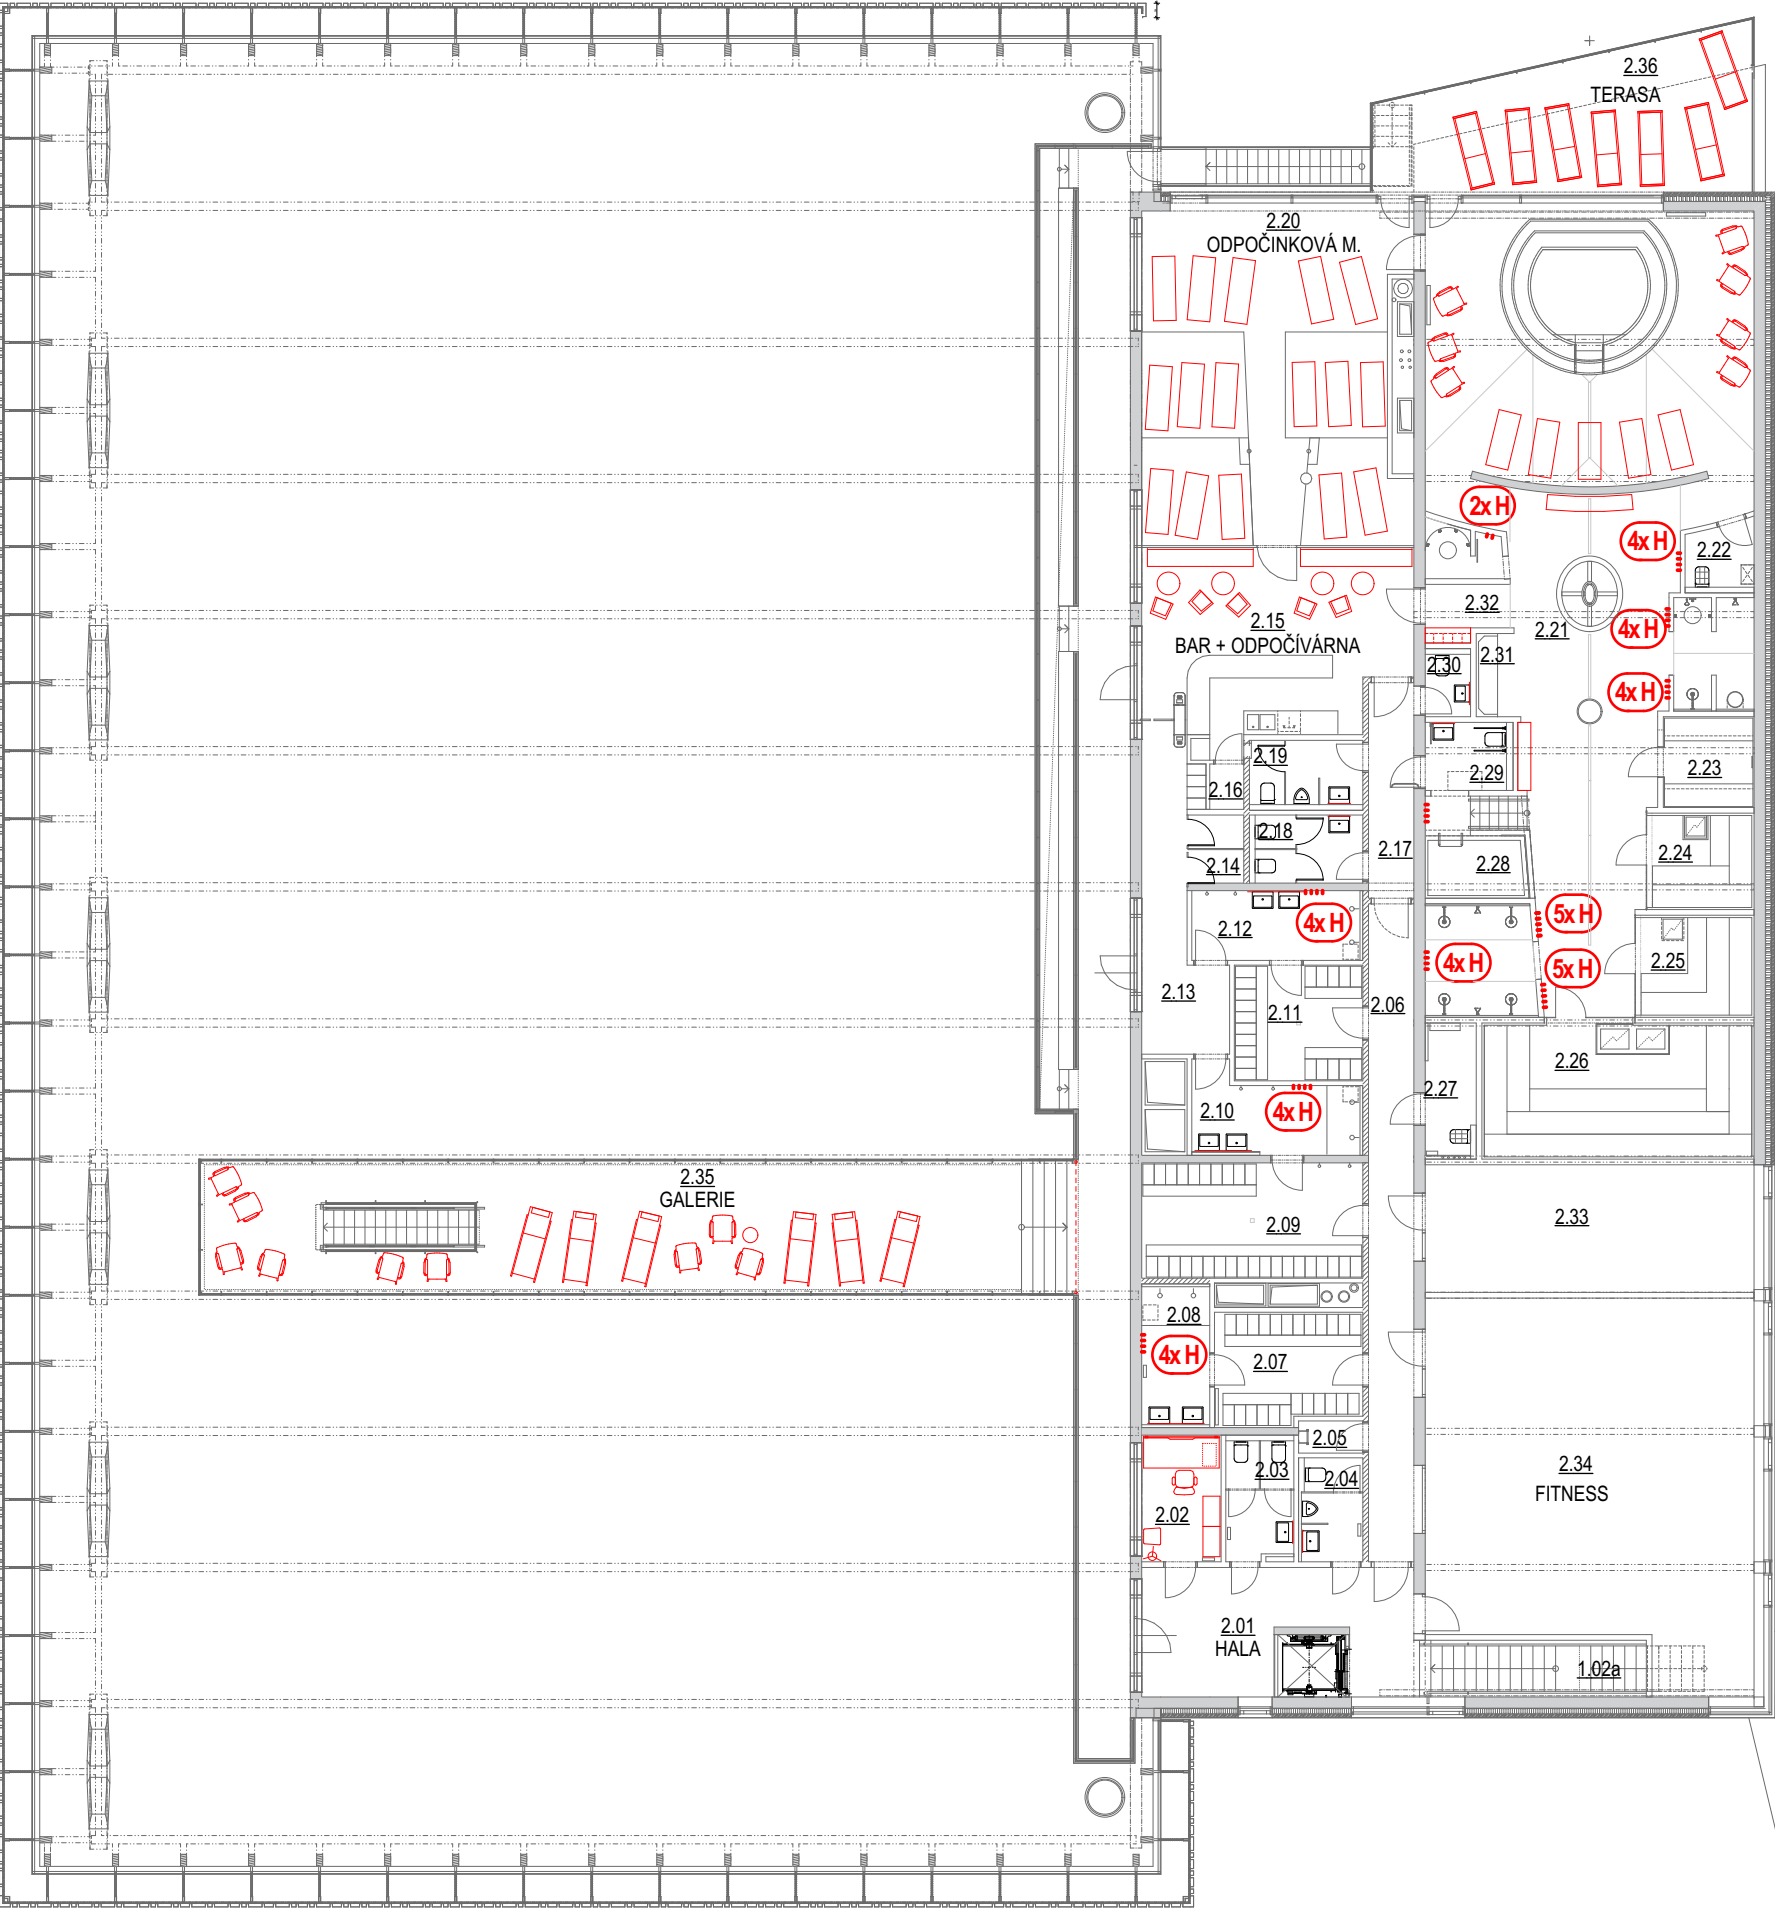 2.36
TERASA
2.20
ODPOČINKOVÁ M.
2x H
4x H
2.22
2.32
4x H
2.21
2.15
BAR + ODPOČÍVÁRNA
2.31
2.30
4x H
2.19
2.29
2.23
2.16
2.18
2.17
2.24
2.14
2.28
4x H
5x H
2.12
4x H
5x H
2.25
2.13
2.11
2.06
2.26
2.27
2.10
4x H
2.35
GALERIE
2.09
2.33
2.08
4x H
2.07
2.05
2.03
2.04
2.34
FITNESS
2.02
2.01
HALA
1.02a